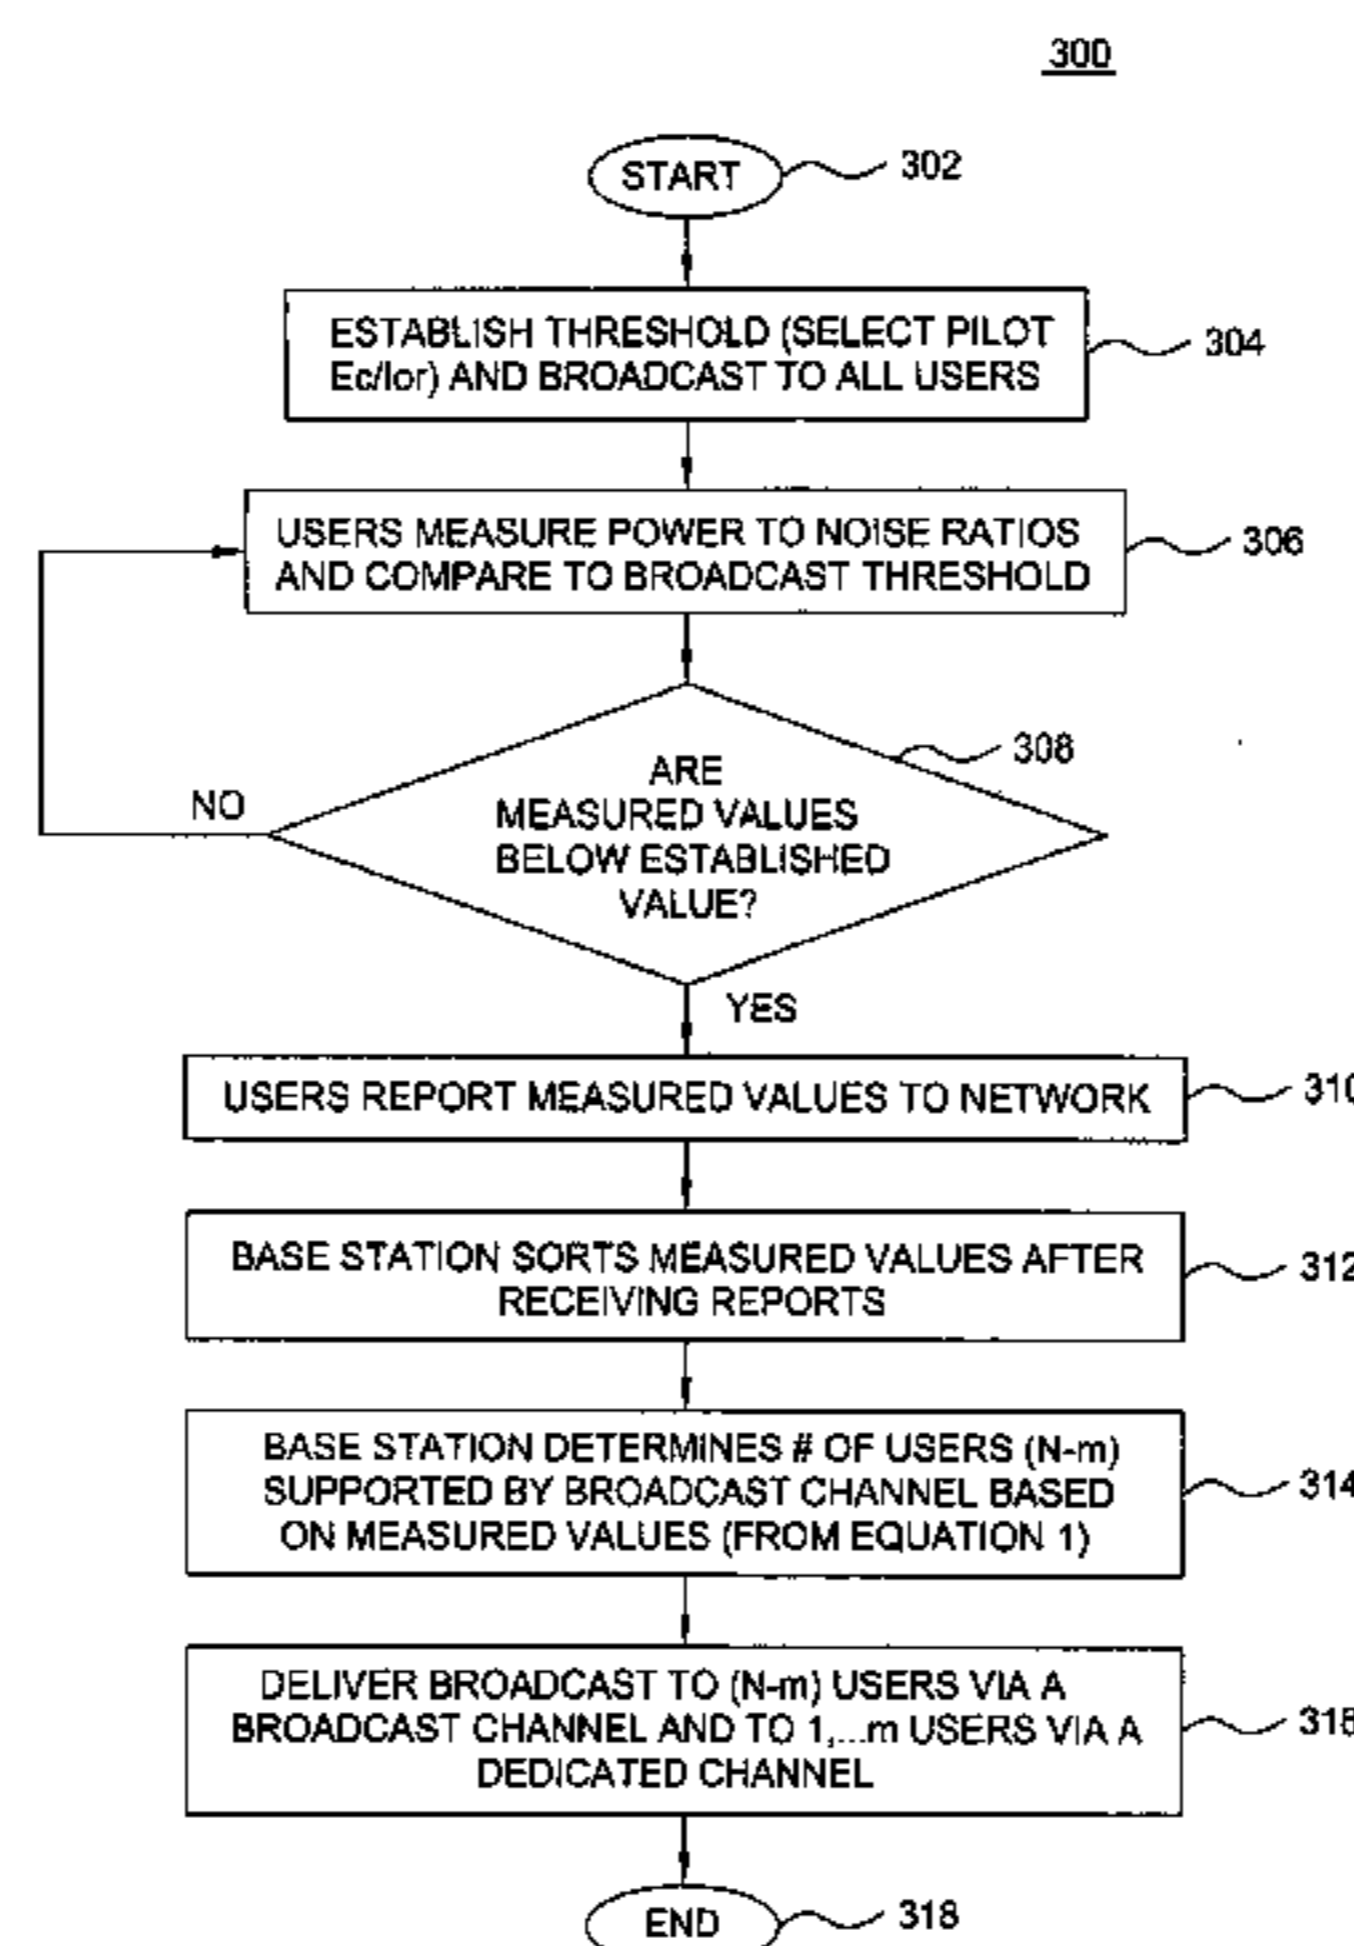 300
START
302
ESTABLISH THRESHOLD (SELECT PILOT
Ec/Ior) AND BROADCAST TO ALL USERS
304
USERS MEASURE POWER TO NOISE RATIOS
AND COMPARE TO BROADCAST THRESHOLD
306
ARE
MEASURED VALUES
BELOW ESTABLISHED
VALUE?
308
NO
YES
USERS REPORT MEASURED VALUES TO NETWORK
310
BASE STATION SORTS MEASURED VALUES AFTER
RECEIVING REPORTS
312
BASE STATION DETERMINES # OF USERS (N-m)
SUPPORTED BY BROADCAST CHANNEL BASED
ON MEASURED VALUES (FROM EQUATION 1)
314
DELIVER BROADCAST TO (N-m) USERS VIA A
BROADCAST CHANNEL AND TO 1,...m USERS VIA A
DEDICATED CHANNEL
END
318